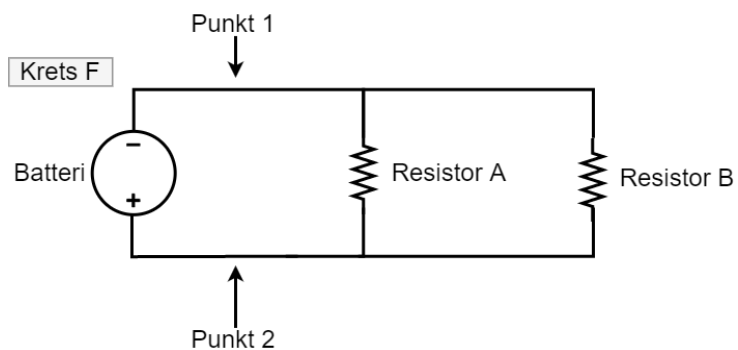 Punkt 1
Krets F
Batteri
−
+
Resistor A
Resistor B
Punkt 2